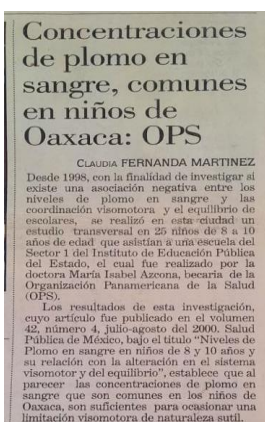 Concentraciones
de plomo en
sangre, comunes
en niños de
Oaxaca: OPS
CLAUDIA FERNANDA MARTINEZ
Desde 1998, con la finalidad de investigar si
existe una asociación negativa entre los
niveles de plomo en sangre y las
coordinación visomotora y el equilibrio de
escolares, se realizó en esta ciudad un
estudio transversal en 25 niños de 8 a 10
años de edad que asistían a una escuela del
Sector 1 del Instituto de Educación Pública
del Estado, el cual fue realizado por la
doctora María Isabel Azcona, becaria de la
Organización Panamericana de la Salud
(OPS).
Los resultados de esta investigación,
cuyo artículo fue publicado en el volumen
42, número 4, julio-agosto del 2000. Salud
Pública de México, bajo el título "Niveles de
Plomo en sangre en niños de 8 y 10 años y
su relación con la alteración en el sistema
visomotor y del equilibrio", establece que al
parecer las concentraciones de plomo en
sangre que son comunes en los niños de
Oaxaca, son suficientes para ocasionar una
limitación visomotora de naturaleza sutil.